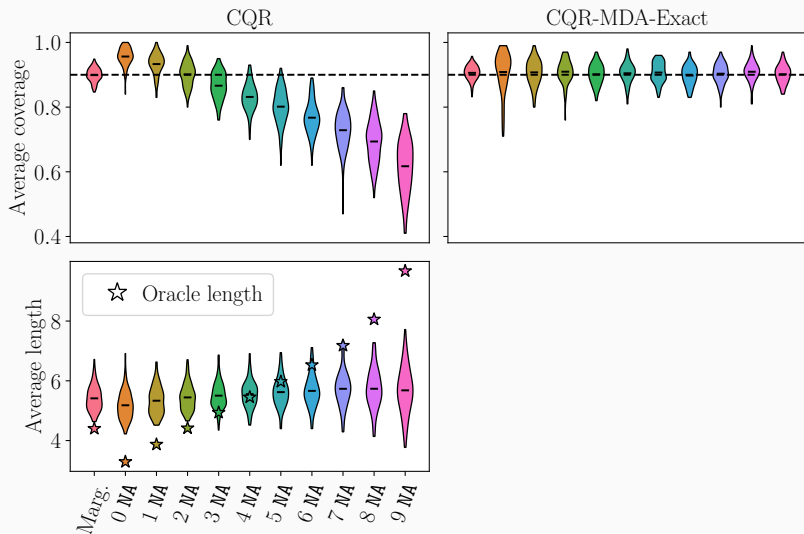 CQR
CQR-MDA-Exact
Average coverage
1.0
0.8
0.6
0.4
Average length
8
6
4
Oracle length
Marg.
0 NA
1 NA
2 NA
3 NA
4 NA
5 NA
6 NA
7 NA
8 NA
9 NA